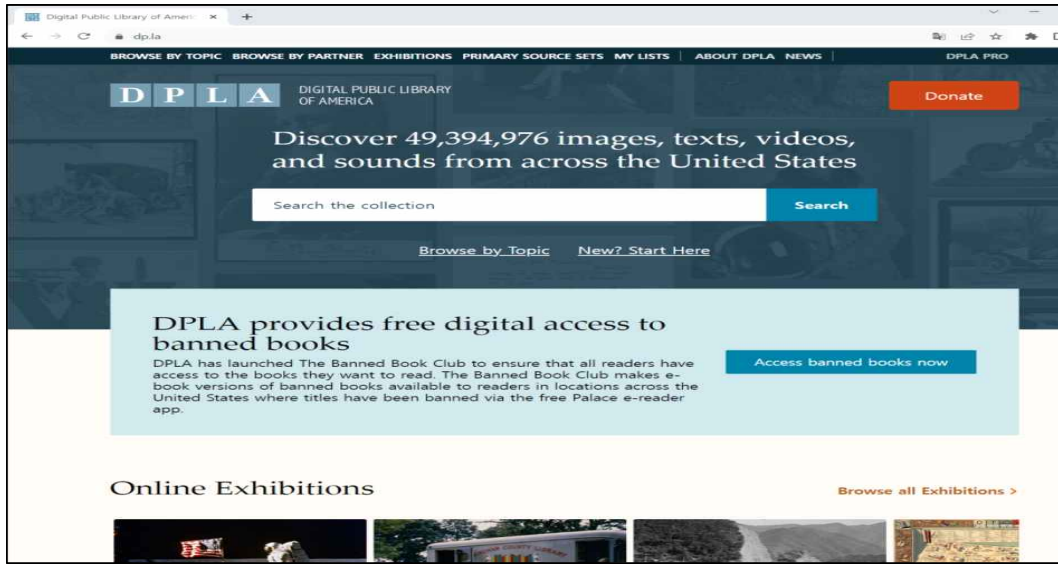 Digital Public Library of Ameri
dp.la
BROWSE BY TOPIC BROWSE BY PARTNER EXHIBITIONS PRIMARY SOURCE SETS MY LISTS ABOUT DPLA NEWS DPLA PRO
DPLA
DIGITAL PUBLIC LIBRARY
OF AMERICA
Donate
Discover 49,394,976 images, texts, videos,
and sounds from across the United States
Search the collection Search
Browse by Topic New? Start Here
DPLA provides free digital access to
banned books
DPLA has launched The Banned Book Club to ensure that all readers have
access to the books they want to read. The Banned Book Club makes e-
book versions of banned books available to readers in locations across the
United States where titles have been banned via the free Palace e-reader
app.
Access banned books now
Online Exhibitions
Browse all Exhibitions >
COUNTY LIBRARY